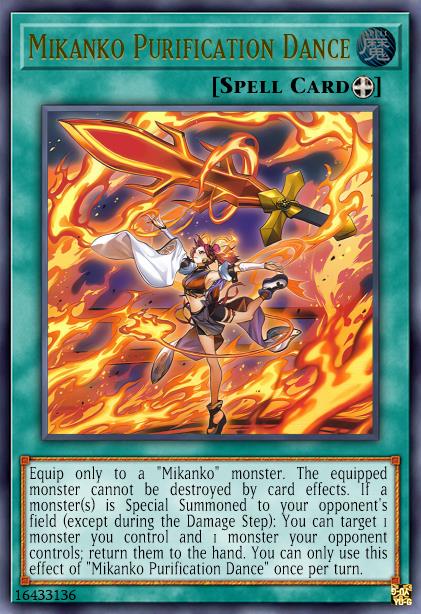 MIKANKO PURIFICATION DANCE 魔
[SPELL CARD]
Equip only to a "Mikanko" monster. The equipped
monster cannot be destroyed by card effects. If a
monster(s) is Special Summoned to your opponent's
field (except during the Damage Step): You can target 1
monster you control and 1 monster your opponent
controls; return them to the hand. You can only use this
effect of "Mikanko Purification Dance" once per turn.
16433136